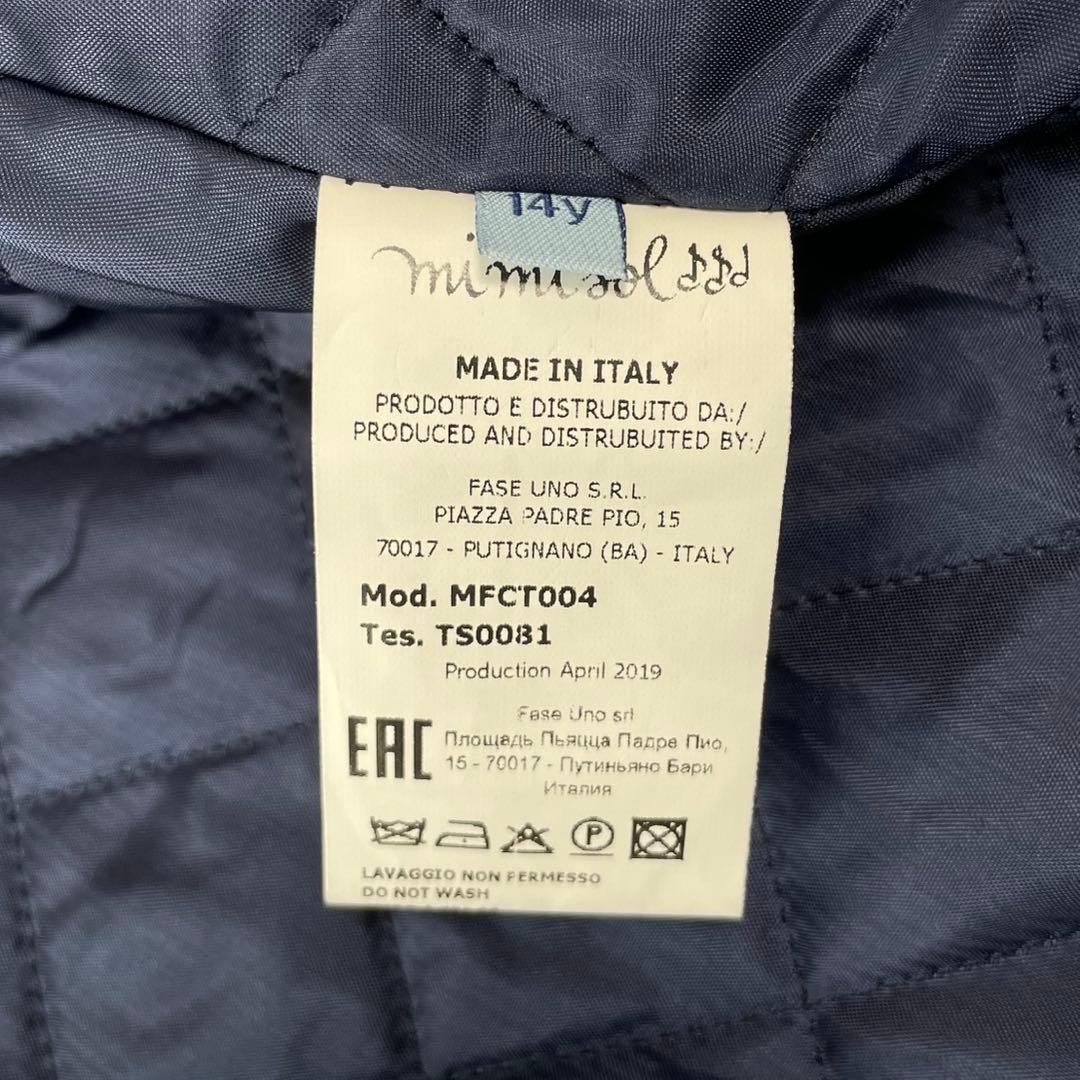 14y
mimisol
MADE IN ITALY
PRODOTTO E DISTRUBUITO DA:/
PRODUCED AND DISTRUBUITED BY:/
FASE UNO S.R.L.
PIAZZA PADRE PIO, 15
70017 - PUTIGNANO (BA) - ITALY
Mod. MFCT004
Tes. TS0081
Production April 2019
Fase Uno srl
EAC
Площадь Пьяцца Падре Пио,
15 - 70017 - Путиньяно Бари
Италия
P
LAVAGGIO NON PERMESSO
DO NOT WASH